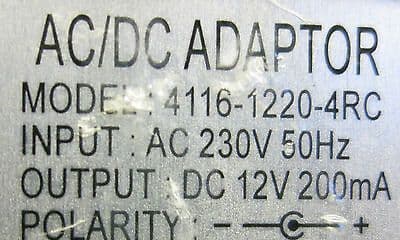 AC/DC ADAPTOR
MODEL : 4116-1220-4RC
INPUT : AC 230V 50Hz
OUTPUT : DC 12V 200mA
POLARITY : - +